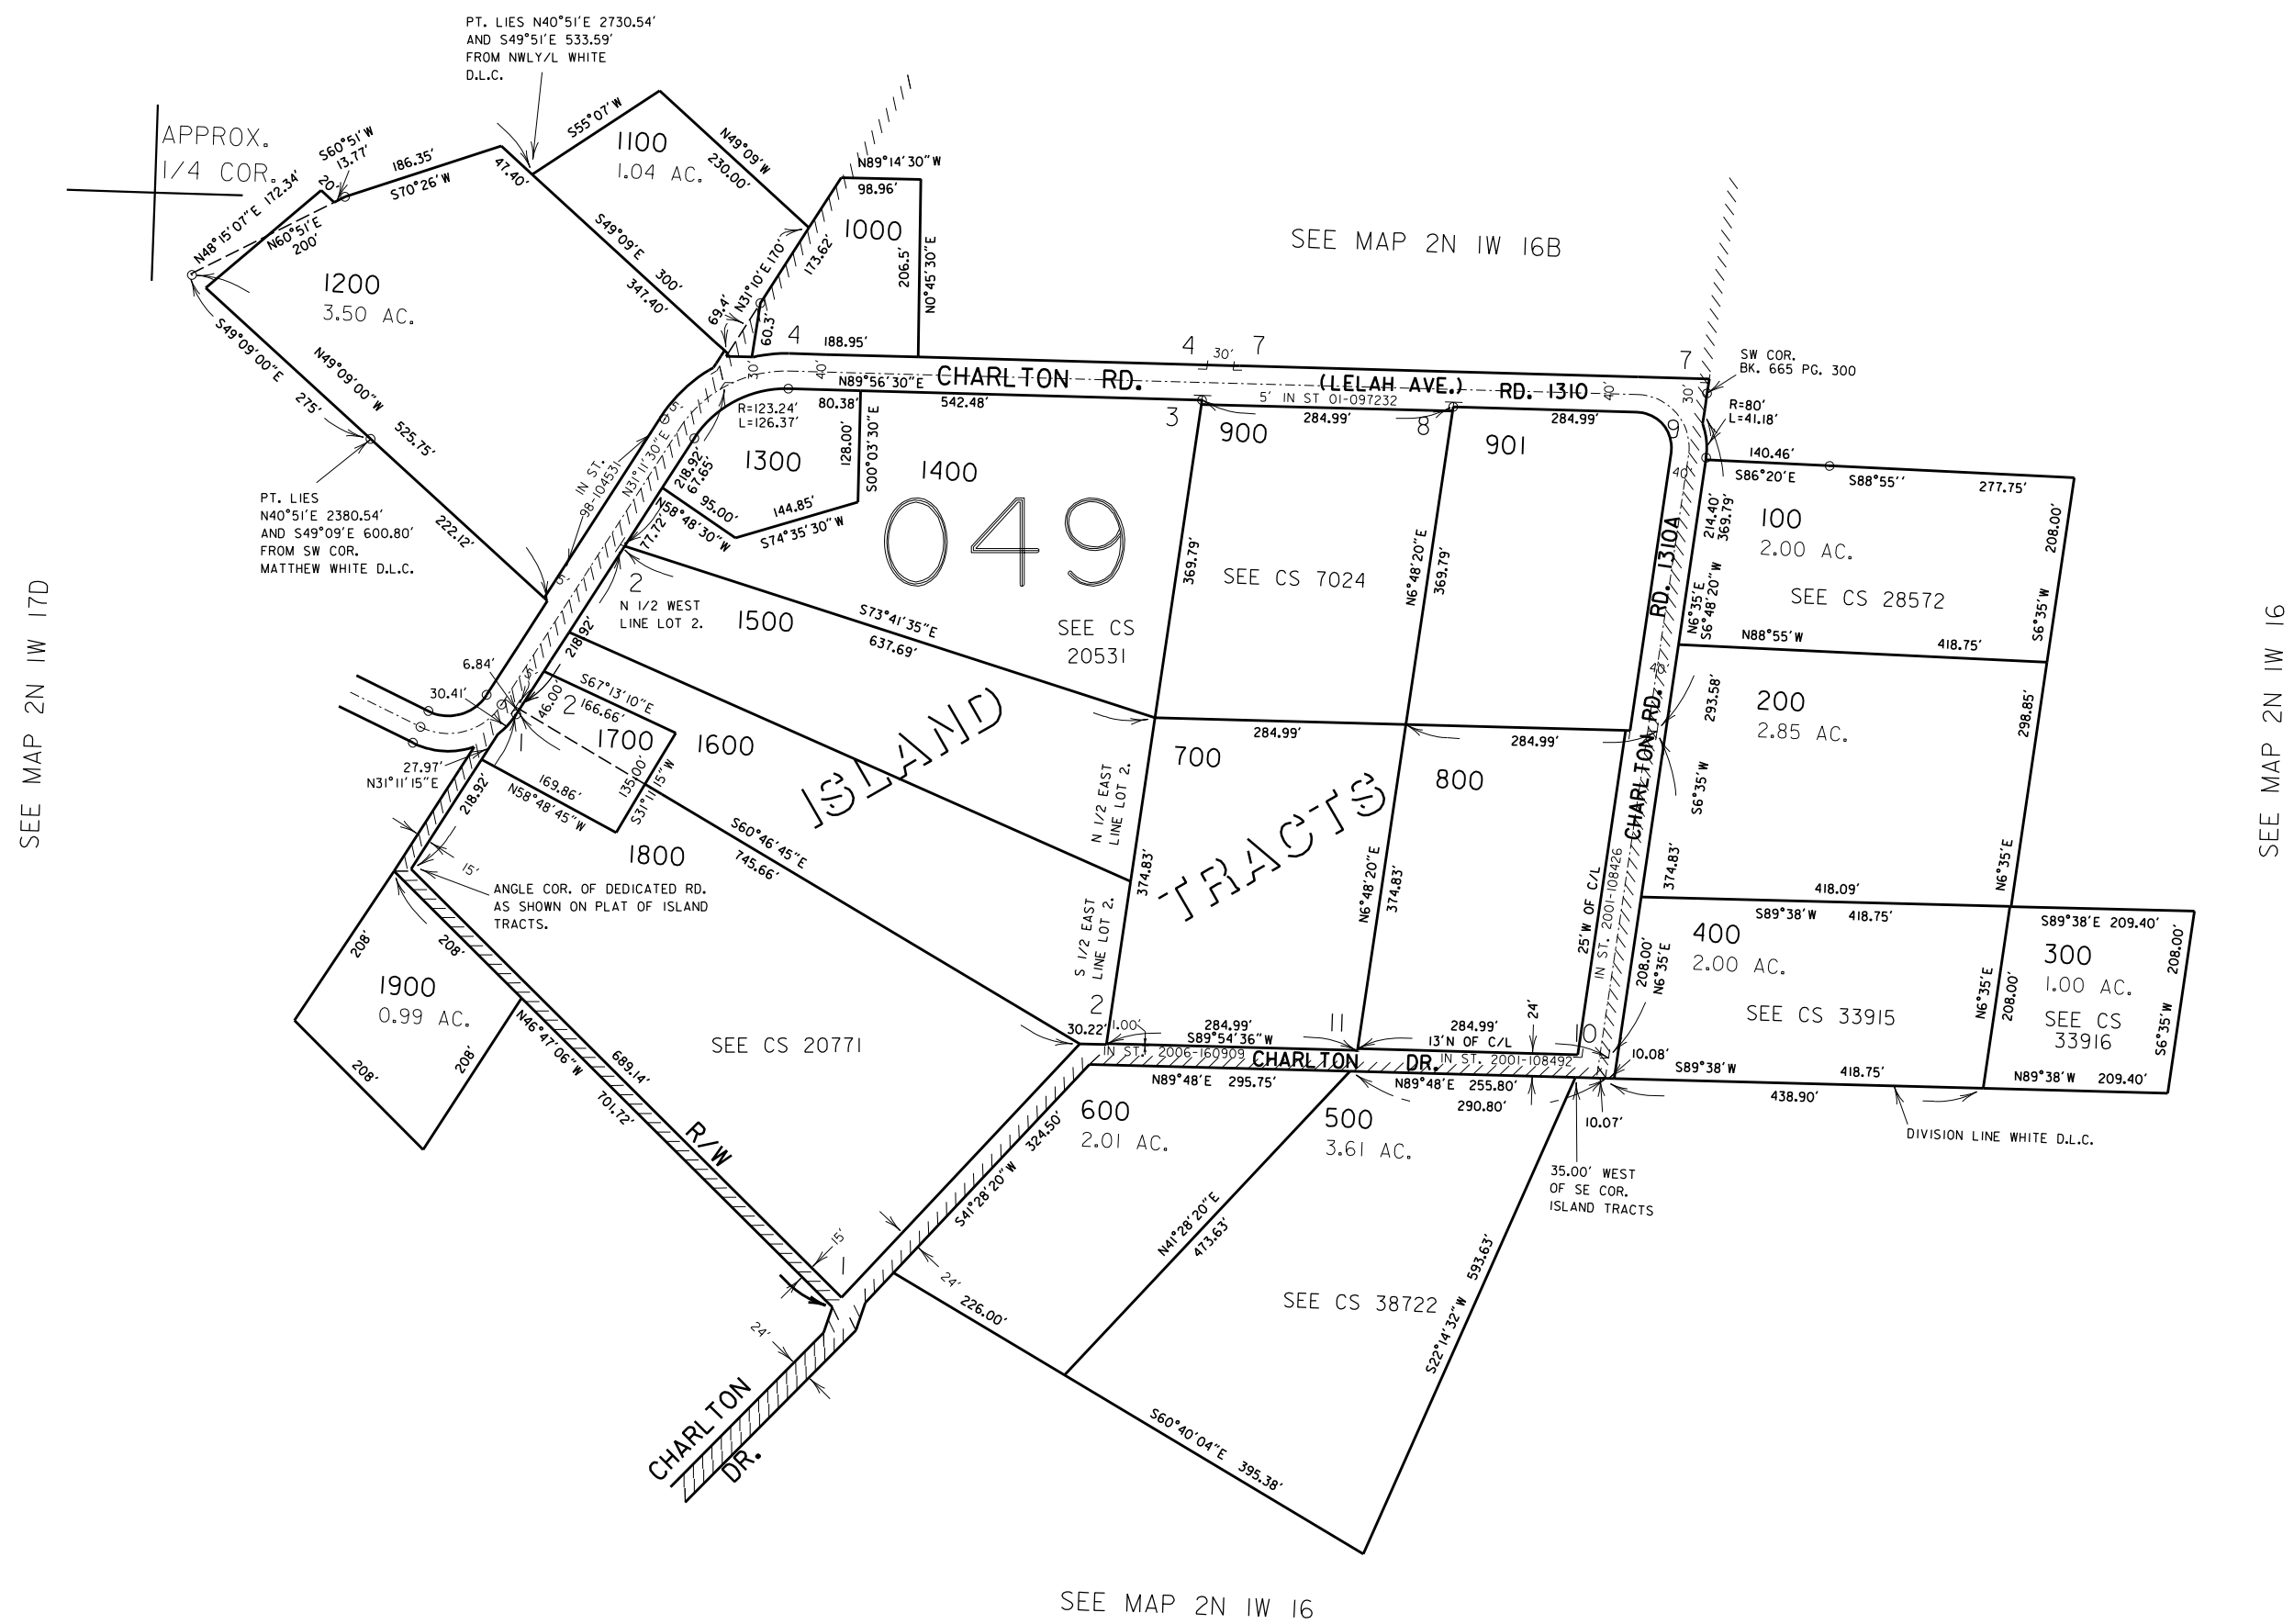 PT. LIES N40°51'E 2730.54'
AND S49°51'E 533.59'
FROM NWLY/L WHITE
D.L.C.
APPROX.
1/4 COR.
S60°51'W
13.77'
20'
186.35'
S70°26'W
47.40'
N48°15'07"E 172.34'
N60°51'E
200'
S55°07'W
1100
1.04 AC.
N49°09'W
230.00'
N89°14'30"W
98.96'
1000
206.5'
N0°45'30"E
N31°10'E 170'
173.62'
69.4'
60.3'
S49°09'E 300'
347.40'
1200
3.50 AC.
S49°09'00"E
275'
N49°09'00"W
525.75'
222.12'
PT. LIES
N40°51'E 2380.54'
AND S49°09'E 600.80'
FROM SW COR.
MATTHEW WHITE D.L.C.
SEE MAP 2N 1W 16B
4
188.95'
4
30'
7
7
SW COR.
BK. 665 PG. 300
30'
40'
N89°56'30"E
CHARLTON RD.
(LELAH AVE.)
RD. 1310
40'
30'
80.38'
542.48'
5' IN ST 01-097232
R=123.24'
L=126.37'
R=80'
L=41.18'
3
900
284.99'
8
901
284.99'
9
40'
5'
IN ST.
98-104531
N31°11'30"E
218.92'
67.65'
1300
128.00'
S00°03'30"E
95.00'
N58°48'30"W
144.85'
S74°35'30"W
77.72'
1400
049
140.46'
S86°20'E
S88°55''
277.75'
100
2.00 AC.
208.00'
SEE CS 28572
S6°35'W
214.40'
369.79'
N6°35'E
S6°48'20"W
N88°55'W
418.75'
RD. 1310A
369.79'
SEE CS 7024
N6°48'20"E
369.79'
5'
2
N 1/2 WEST
LINE LOT 2.
1500
S73°41'35"E
637.69'
SEE CS
20531
218.92'
SEE MAP 2N 1W 17D
SEE MAP 2N 1W 16
6.84'
30.41'
5'
46.00'
2
1
S67°13'10"E
166.66'
1700
1600
135.00'
S31°11'15"W
169.86'
N58°48'45"W
27.97'
N31°11'15"E
218.92'
ISLAND
TRACTS
284.99'
284.99'
700
800
N 1/2 EAST
LINE LOT 2.
374.83'
N6°48'20"E
374.83'
S 1/2 EAST
LINE LOT 2.
40'
CHARLTON RD.
293.58'
S6°35'W
374.83'
200
2.85 AC.
298.85'
N6°35'E
25'W OF C/L
IN ST. 2001-108426
418.09'
S89°38'W 418.75'
S89°38'E 209.40'
400
2.00 AC.
SEE CS 33915
208.00'
N6°35'E
N6°35'E
208.00'
300
1.00 AC.
SEE CS
33916
208.00'
S6°35'W
1800
15'
ANGLE COR. OF DEDICATED RD.
AS SHOWN ON PLAT OF ISLAND
TRACTS.
S60°46'45"E
745.66'
208'
208'
1900
0.99 AC.
208'
208'
N46°47'06"W
689.14'
701.72'
SEE CS 20771
R/W
2
30.22'
1.00'
284.99'
S89°54'36"W
11
284.99'
13'N OF C/L
24'
10
IN ST. 2006-160909
CHARLTON DR.
IN ST. 2001-108492
10.08'
S89°38'W
418.75'
N89°38'W 209.40'
N89°48'E 295.75'
N89°48'E 255.80'
290.80'
10.07'
438.90'
DIVISION LINE WHITE D.L.C.
35.00' WEST
OF SE COR.
ISLAND TRACTS
600
2.01 AC.
500
3.61 AC.
S41°28'20"W 324.50'
N41°28'20"E
473.63'
S22°14'32"W 593.63'
SEE CS 38722
15'
1
24'
226.00'
24'
S60°40'04"E 395.38'
CHARLTON
DR.
SEE MAP 2N 1W 16